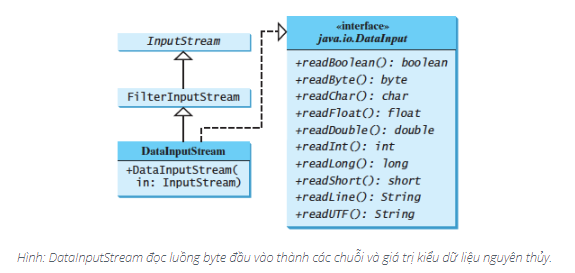 InputStream
FilterInputStream
DataInputStream
+DataInputStream(
in: InputStream)
«interface»
java.io.DataInput
+readBoolean(): boolean
+readByte(): byte
+readChar(): char
+readFloat(): float
+readDouble(): double
+readInt(): int
+readLong(): long
+readShort(): short
+readLine(): String
+readUTF(): String
Hình: DataInputStream đọc luồng byte đầu vào thành các chuỗi và giá trị kiểu dữ liệu nguyên thủy.